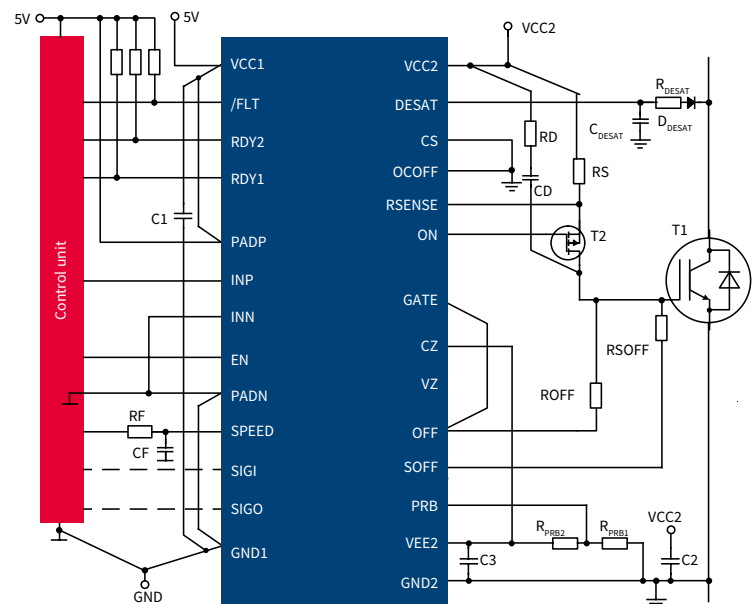 5V
5V
VCC2
VCC1
VCC2
/FLT
DESAT
R_DESAT
C_DESAT
D_DESAT
RDY2
CS
RD
RDY1
OCOFF
RS
CD
C1
RSENSE
PADP
ON
T2
T1
Control unit
INP
GATE
INN
CZ
RSOFF
EN
VZ
PADN
ROFF
RF
SPEED
OFF
CF
SIGI
SOFF
SIGO
PRB
VCC2
R_PRB2
R_PRB1
GND1
VEE2
C3
C2
GND2
GND